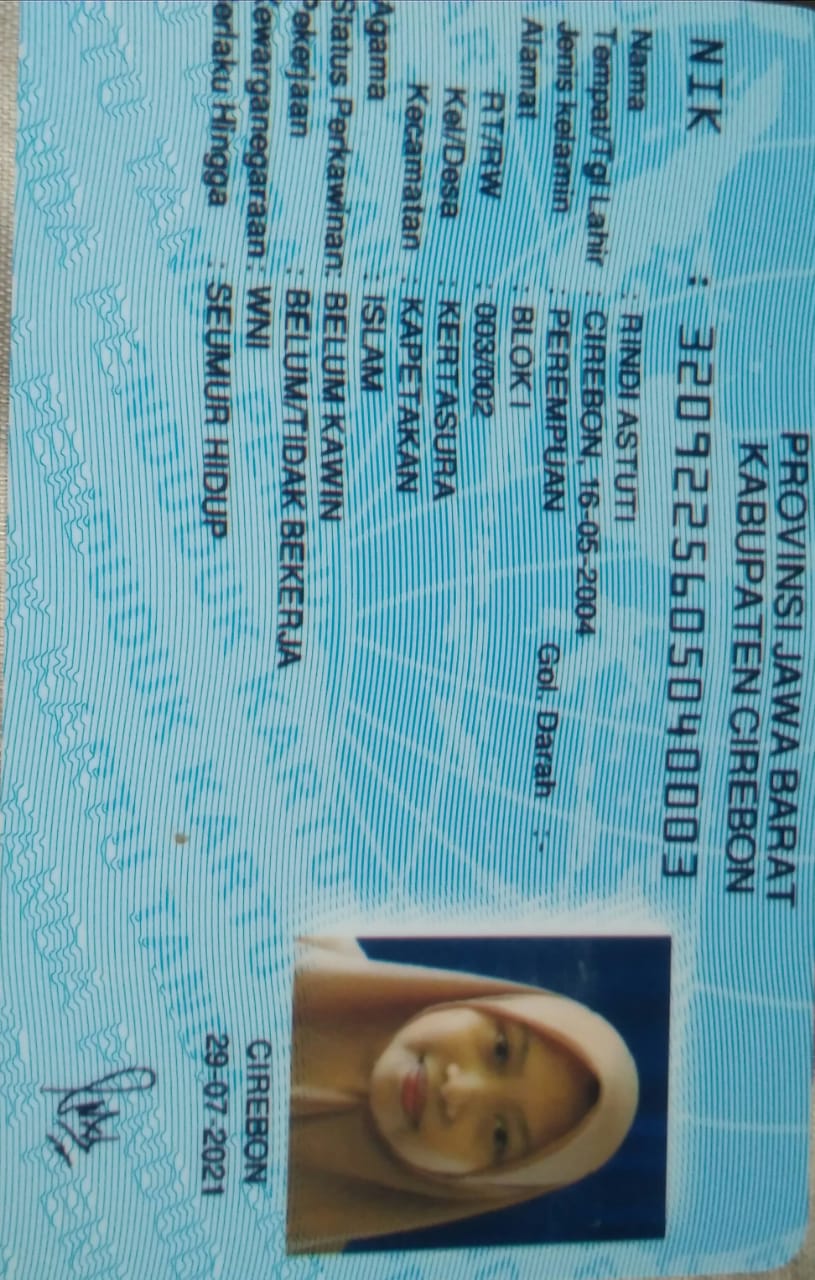 PROVINSI JAWA BARAT
KABUPATEN CIREBON
NIK : 3209225605040003
Nama : RINDI ASTUTI
Tempat/Tgl Lahir : CIREBON, 16-05-2004
Jenis kelamin : PEREMPUAN Gol. Darah :-
Alamat : BLOK I
RT/RW : 003/002
Kel/Desa : KERTASURA
Kecamatan : KAPETAKAN
Agama : ISLAM
Status Perkawinan: BELUM KAWIN
Pekerjaan : BELUM/TIDAK BEKERJA
Kewarganegaraan : WNI
erlaku Hingga : SEUMUR HIDUP
CIREBON
29-07-2021